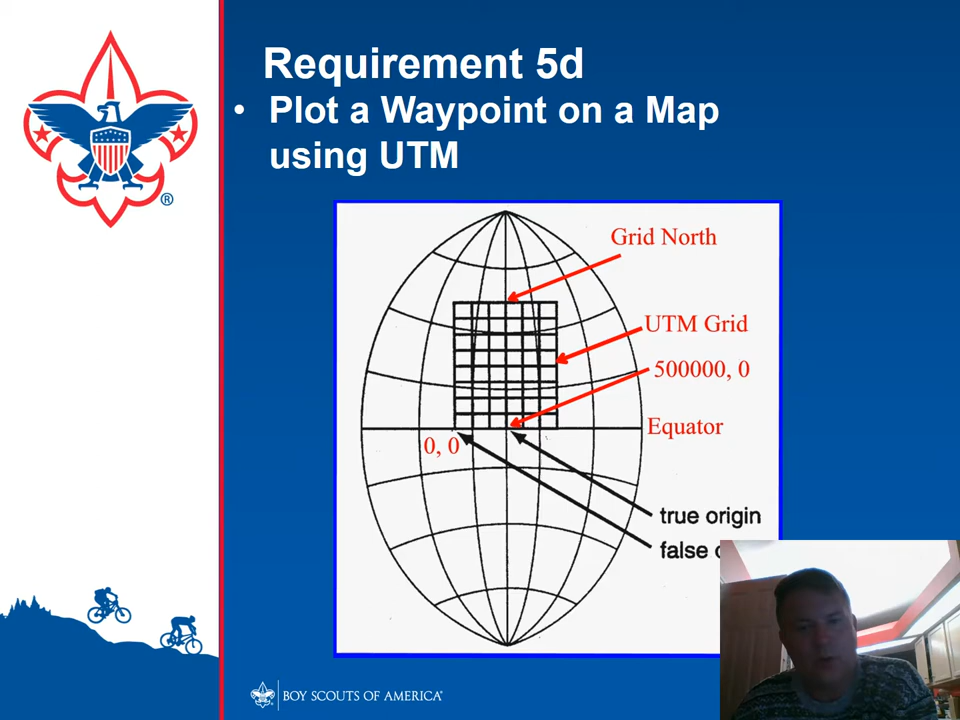 Requirement 5d
• Plot a Waypoint on a Map
using UTM
Grid North
UTM Grid
500000, 0
Equator
0, 0
true origin
false
®
BOY SCOUTS OF AMERICA®